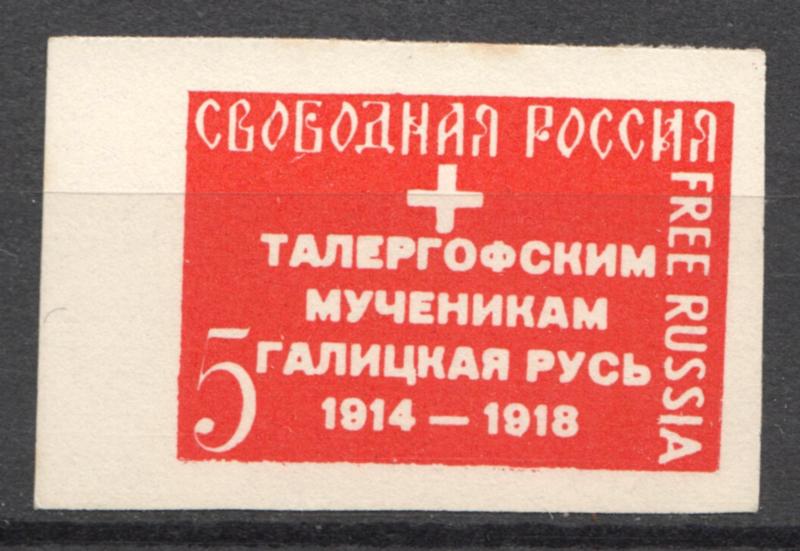 СВОБОДНАЯ РОССИЯ
ТАЛЕРГОФСКИМ
МУЧЕНИКАМ
ГАЛИЦКАЯ РУСЬ
1914 — 1918
5
FREE RUSSIA